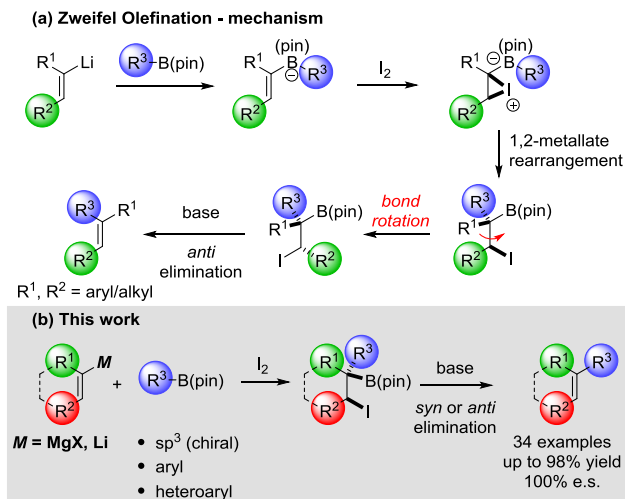 (a) Zweifel Olefination - mechanism
R¹ Li R²
R³–B(pin)
R¹ (pin) B ⊖ R³ R²
I₂
R¹ ⊖ (pin) B R³ I ⊕ R²
1,2-metallate
rearrangement
R³ R¹ B(pin) I R²
bond
rotation
R³ R¹ B(pin) I R²
base
anti
elimination
R³ R¹ R²
R¹, R² = aryl/alkyl
(b) This work
R¹ M R²
+
R³–B(pin)
I₂
R¹ R³ B(pin) I R²
base
syn or anti
elimination
R¹ R³ R²
M = MgX, Li
• sp³ (chiral)
• aryl
• heteroaryl
34 examples
up to 98% yield
100% e.s.